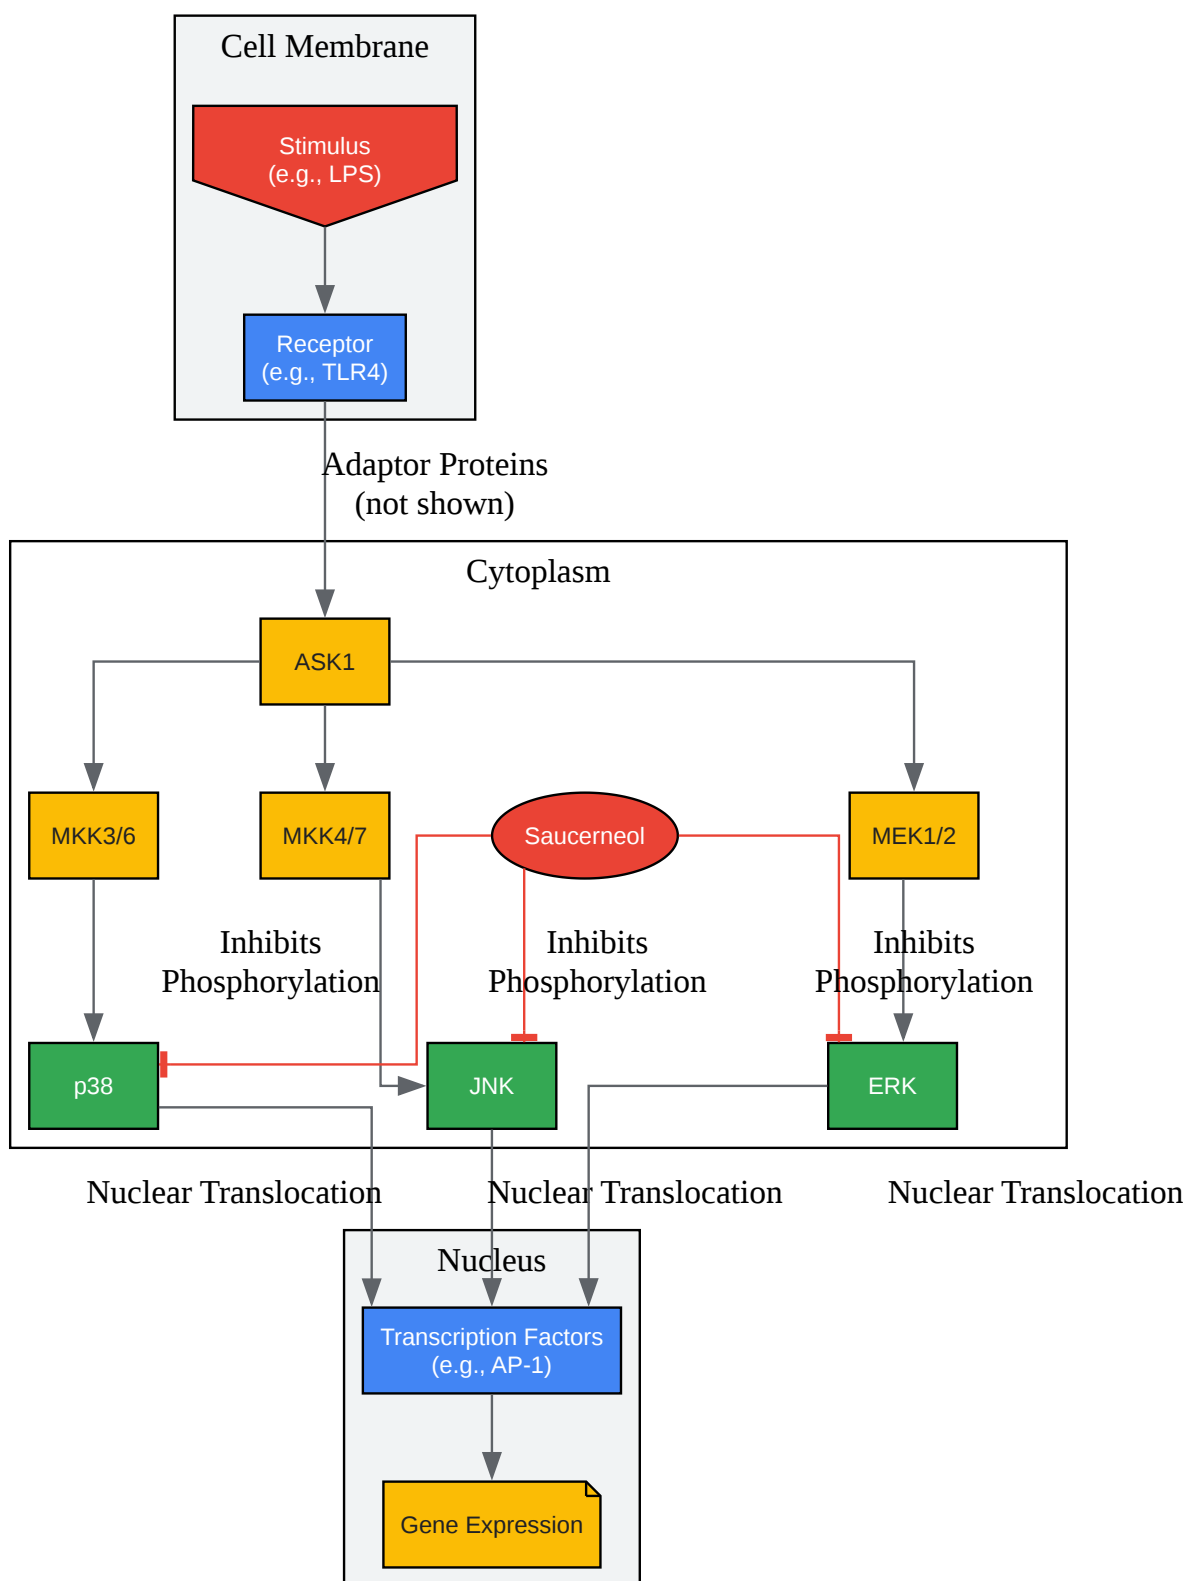 Cell Membrane
Stimulus
(e.g., LPS)
Receptor
(e.g., TLR4)
Adaptor Proteins
(not shown)
Cytoplasm
ASK1
MKK3/6
MKK4/7
Saucerneol
MEK1/2
Inhibits
Phosphorylation
Inhibits
Phosphorylation
Inhibits
Phosphorylation
p38
JNK
ERK
Nuclear Translocation
Nuclear Translocation
Nuclear Translocation
Nucleus
Transcription Factors
(e.g., AP-1)
Gene Expression